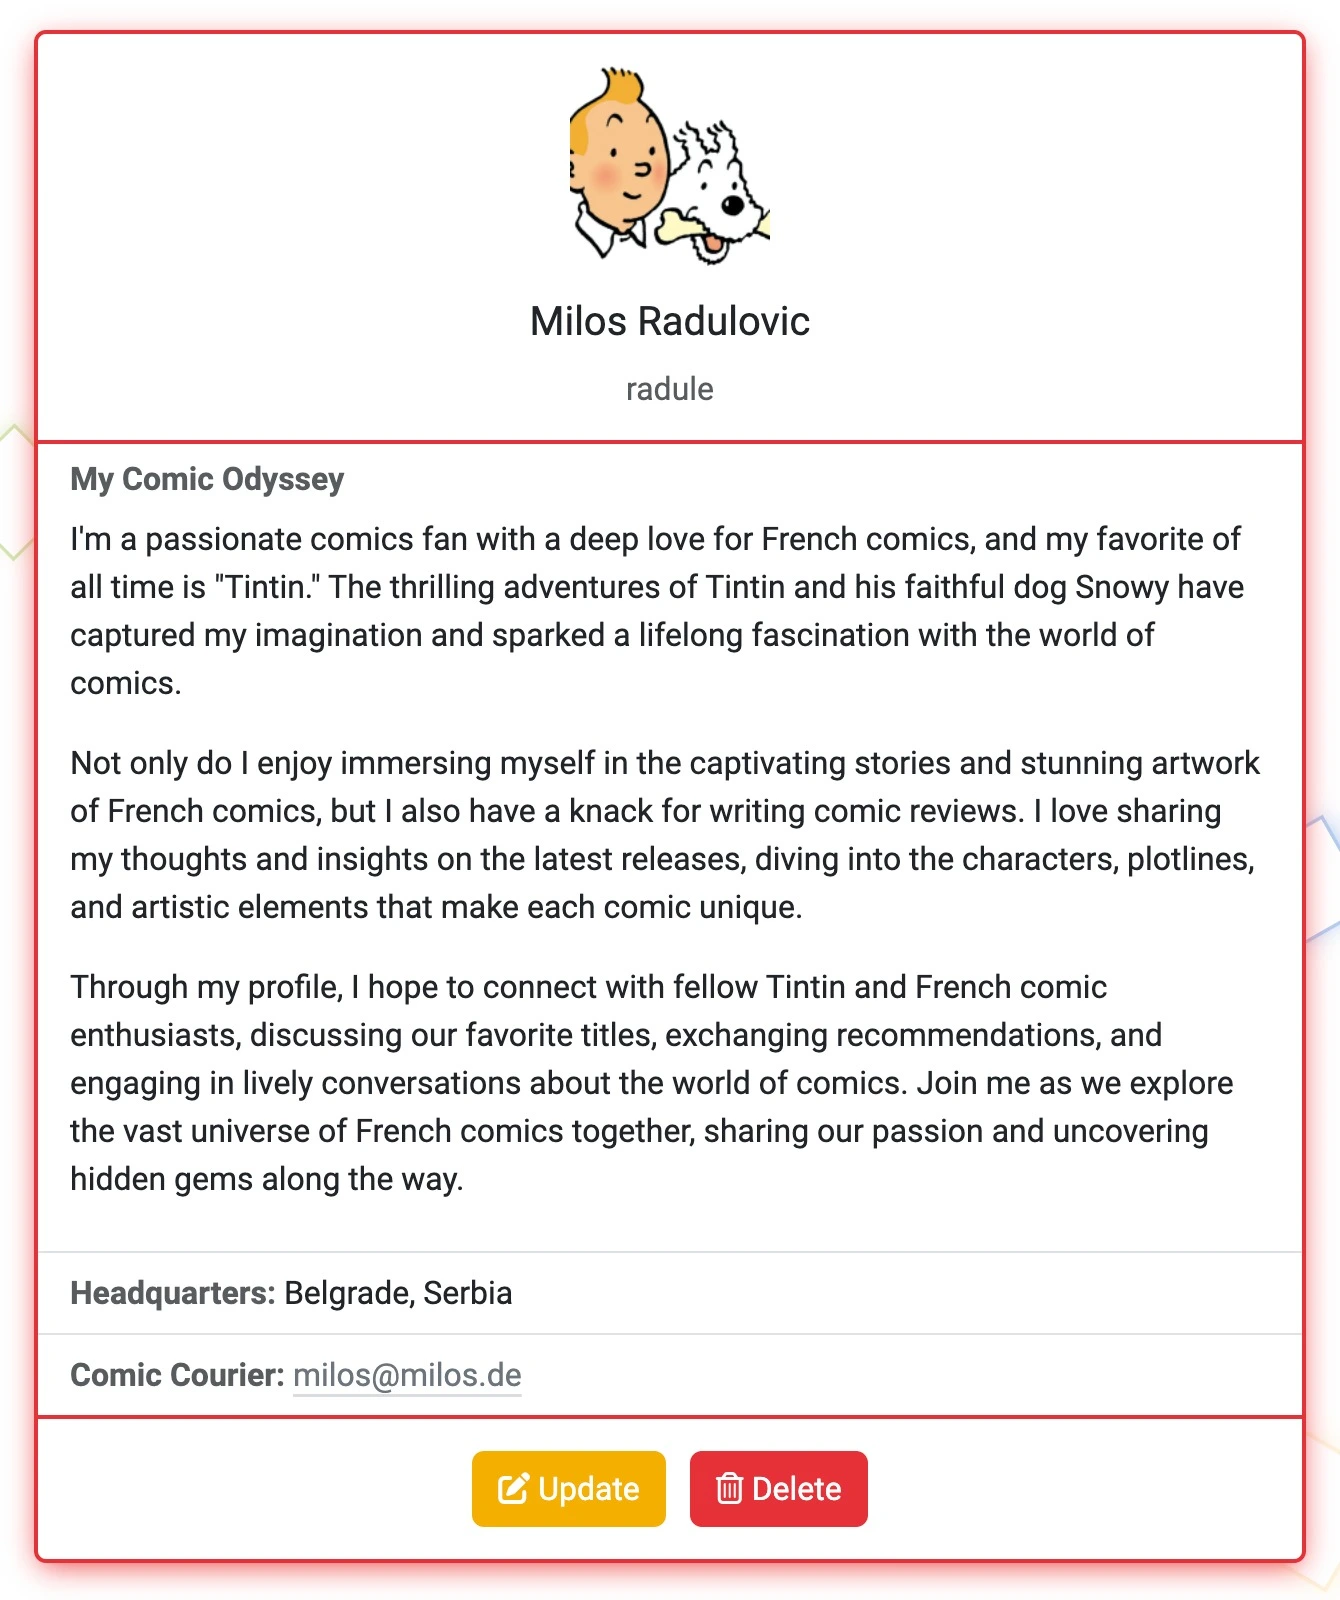 Milos Radulovic
radule
My Comic Odyssey
I'm a passionate comics fan with a deep love for French comics, and my favorite of
all time is "Tintin." The thrilling adventures of Tintin and his faithful dog Snowy have
captured my imagination and sparked a lifelong fascination with the world of
comics.
Not only do I enjoy immersing myself in the captivating stories and stunning artwork
of French comics, but I also have a knack for writing comic reviews. I love sharing
my thoughts and insights on the latest releases, diving into the characters, plotlines,
and artistic elements that make each comic unique.
Through my profile, I hope to connect with fellow Tintin and French comic
enthusiasts, discussing our favorite titles, exchanging recommendations, and
engaging in lively conversations about the world of comics. Join me as we explore
the vast universe of French comics together, sharing our passion and uncovering
hidden gems along the way.
Headquarters: Belgrade, Serbia
Comic Courier: milos@milos.de
Update Delete